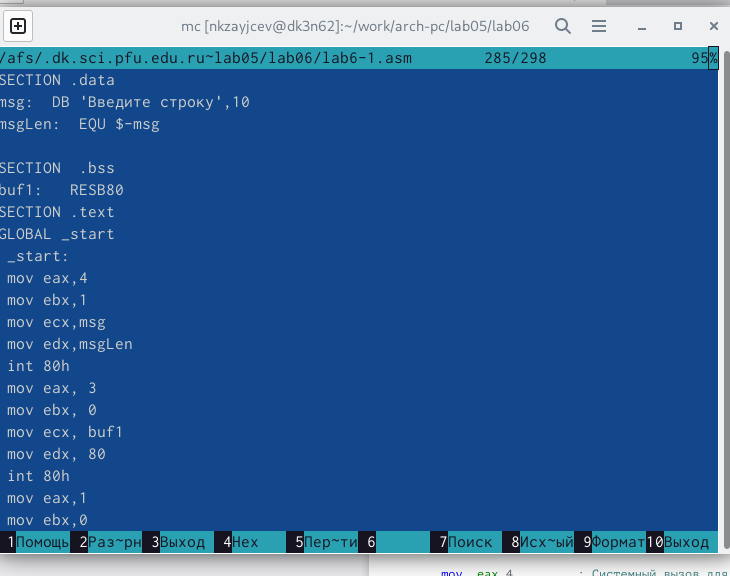 mc [nkzayjcev@dk3n62]:~/work/arch-pc/lab05/lab06
/afs/.dk.sci.pfu.edu.ru~lab05/lab06/lab6-1.asm 285/298 95%
SECTION .data
msg: DB 'Введите строку',10
msgLen: EQU $-msg
SECTION .bss
buf1: RESB80
SECTION .text
GLOBAL _start
_start:
mov eax,4
mov ebx,1
mov ecx,msg
mov edx,msgLen
int 80h
mov eax, 3
mov ebx, 0
mov ecx, buf1
mov edx, 80
int 80h
mov eax,1
mov ebx,0
1Помощь 2Раз~рн 3Выход 4Hex 5Пер~ти 6 7Поиск 8Исх~ый 9Формат 10Выход
mov eax,4 ; Системный вызов для